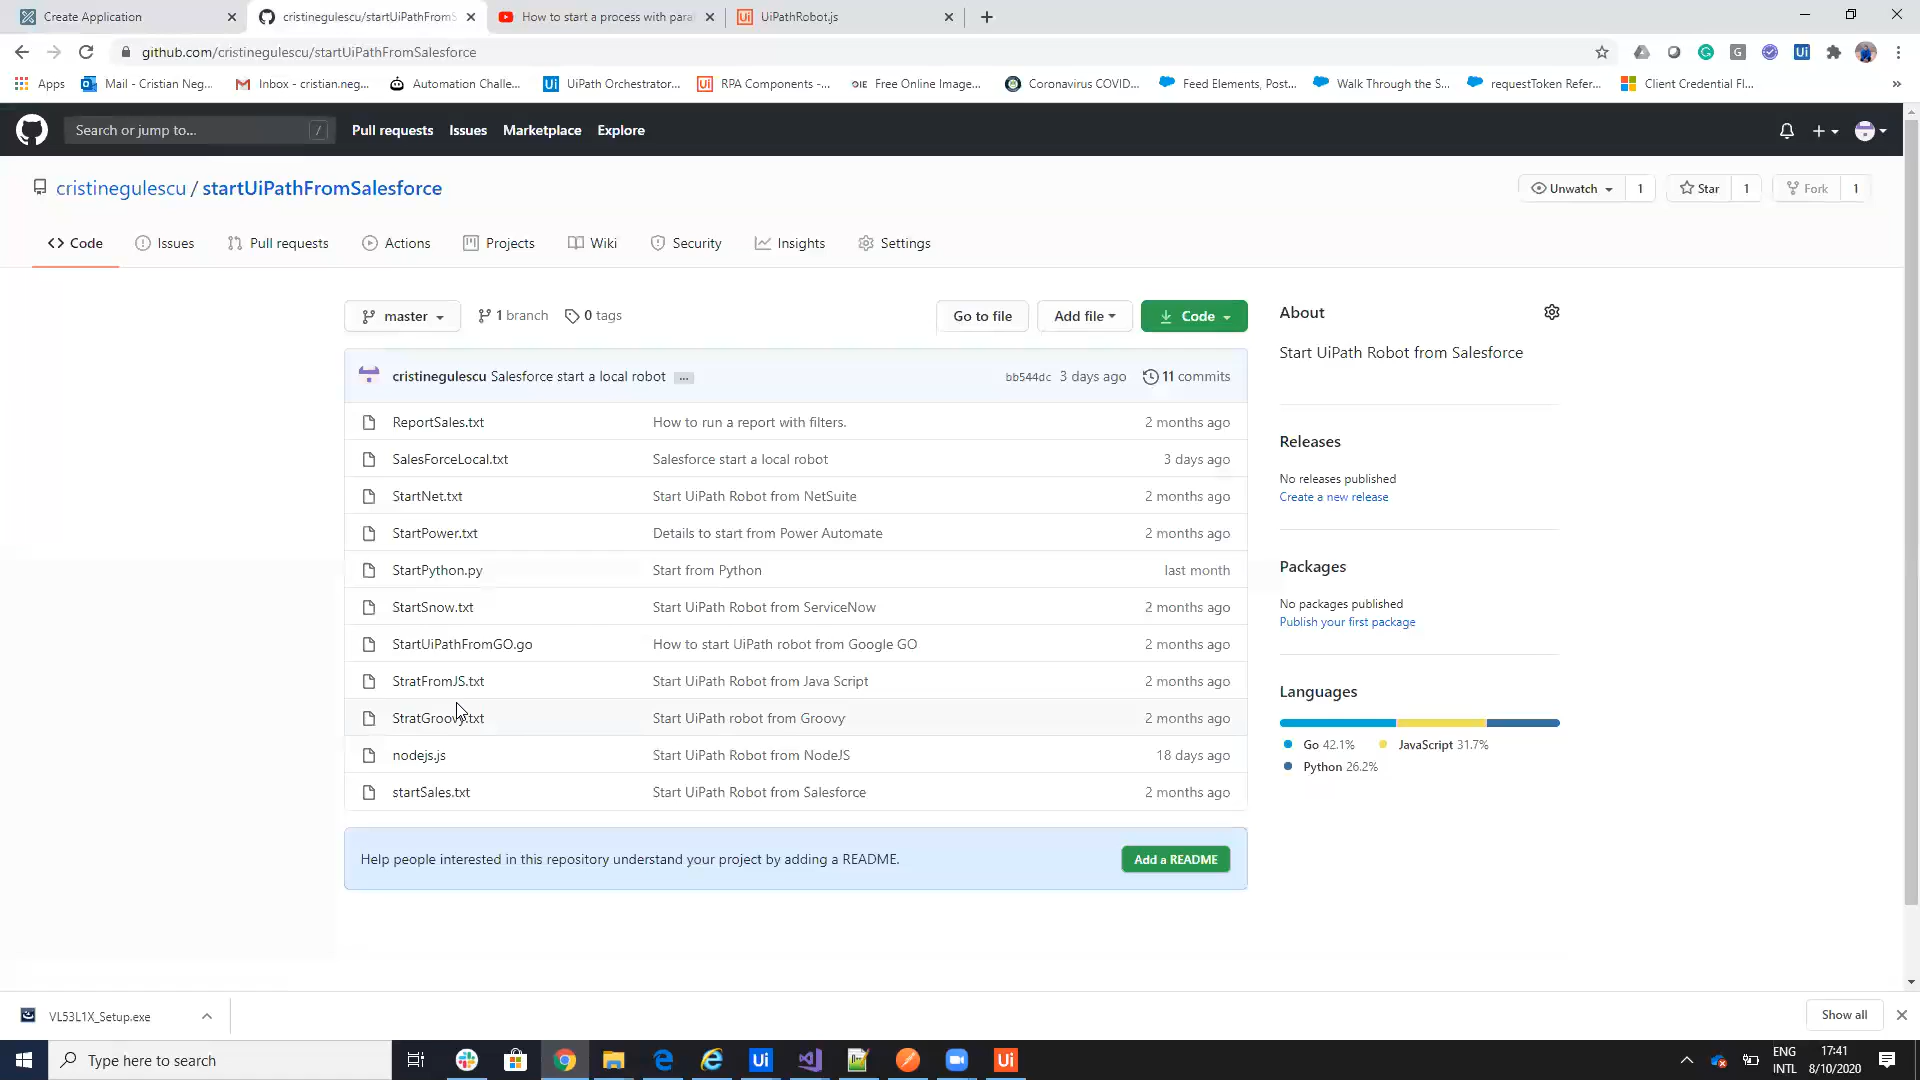 Create Application
cristinegulescu/startUiPathFromS
How to start a process with para
UiPathRobot.js
github.com/cristinegulescu/startUiPathFromSalesforce
Apps
Mail - Cristian Neg...
Inbox - cristian.neg...
Automation Challe...
UiPath Orchestrator...
RPA Components -...
Free Online Image...
Coronavirus COVID...
Feed Elements, Post...
Walk Through the S...
requestToken Refer...
Client Credential Fl...
Search or jump to...
/
Pull requests
Issues
Marketplace
Explore
cristinegulescu / startUiPathFromSalesforce
Unwatch
1
Star
1
Fork
1
Code
Issues
Pull requests
Actions
Projects
Wiki
Security
Insights
Settings
master
1 branch
0 tags
Go to file
Add file
Code
About
Start UiPath Robot from Salesforce
cristinegulescu Salesforce start a local robot ...
bb544dc 3 days ago
11 commits
ReportSales.txt How to run a report with filters. 2 months ago
SalesForceLocal.txt Salesforce start a local robot 3 days ago
StartNet.txt Start UiPath Robot from NetSuite 2 months ago
StartPower.txt Details to start from Power Automate 2 months ago
StartPython.py Start from Python last month
StartSnow.txt Start UiPath Robot from ServiceNow 2 months ago
StartUiPathFromGO.go How to start UiPath robot from Google GO 2 months ago
StratFromJS.txt Start UiPath Robot from Java Script 2 months ago
StratGroovy.txt Start UiPath robot from Groovy 2 months ago
nodejs.js Start UiPath Robot from NodeJS 18 days ago
startSales.txt Start UiPath Robot from Salesforce 2 months ago
Releases
No releases published
Create a new release
Packages
No packages published
Publish your first package
Languages
Go 42.1%
JavaScript 31.7%
Python 26.2%
Help people interested in this repository understand your project by adding a README.
Add a README
VL53L1X_Setup.exe
Show all
Type here to search
Ui
Ui
ENG
INTL
17:41
8/10/2020